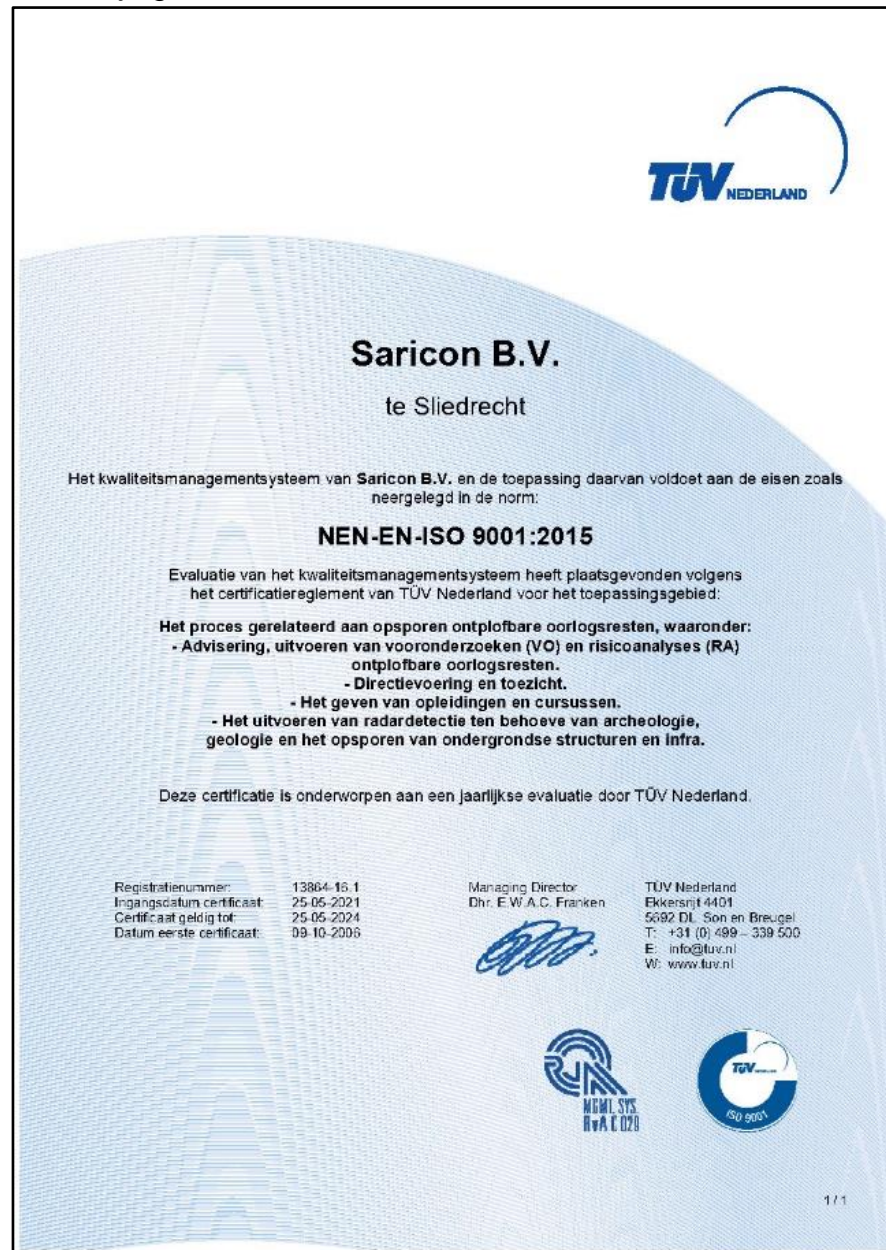 TÜV NEDERLAND
Saricon B.V.
te Sliedrecht
Het kwaliteitsmanagementsysteem van Saricon B.V. en de toepassing daarvan voldoet aan de eisen zoals
neergelegd in de norm:
NEN-EN-ISO 9001:2015
Evaluatie van het kwaliteitsmanagementsysteem heeft plaatsgevonden volgens
het certificatiereglement van TÜV Nederland voor het toepassingsgebied:
Het proces gerelateerd aan opsporen ontplofbare oorlogsresten, waaronder:
- Advisering, uitvoeren van vooronderzoeken (VO) en risicoanalyses (RA)
ontplofbare oorlogsresten.
- Directievoering en toezicht.
- Het geven van opleidingen en cursussen.
- Het uitvoeren van radardetectie ten behoeve van archeologie,
geologie en het opsporen van ondergrondse structuren en infra.
Deze certificatie is onderworpen aan een jaarlijkse evaluatie door TÜV Nederland.
Registratienummer: 13864-16.1
Ingangsdatum certificaat: 25-05-2021
Certificaat geldig tot: 25-05-2024
Datum eerste certificaat: 09-10-2006
Managing Director
Dhr. E.W.A.C. Franken
TÜV Nederland
Ekkersrijt 4401
5692 DL Son en Breugel
T: +31 (0) 499 – 339 500
E: info@tuv.nl
W: www.tuv.nl
MGMT. SYS.
RvA C 029
TÜV NEDERLAND
ISO 9001
1 / 1